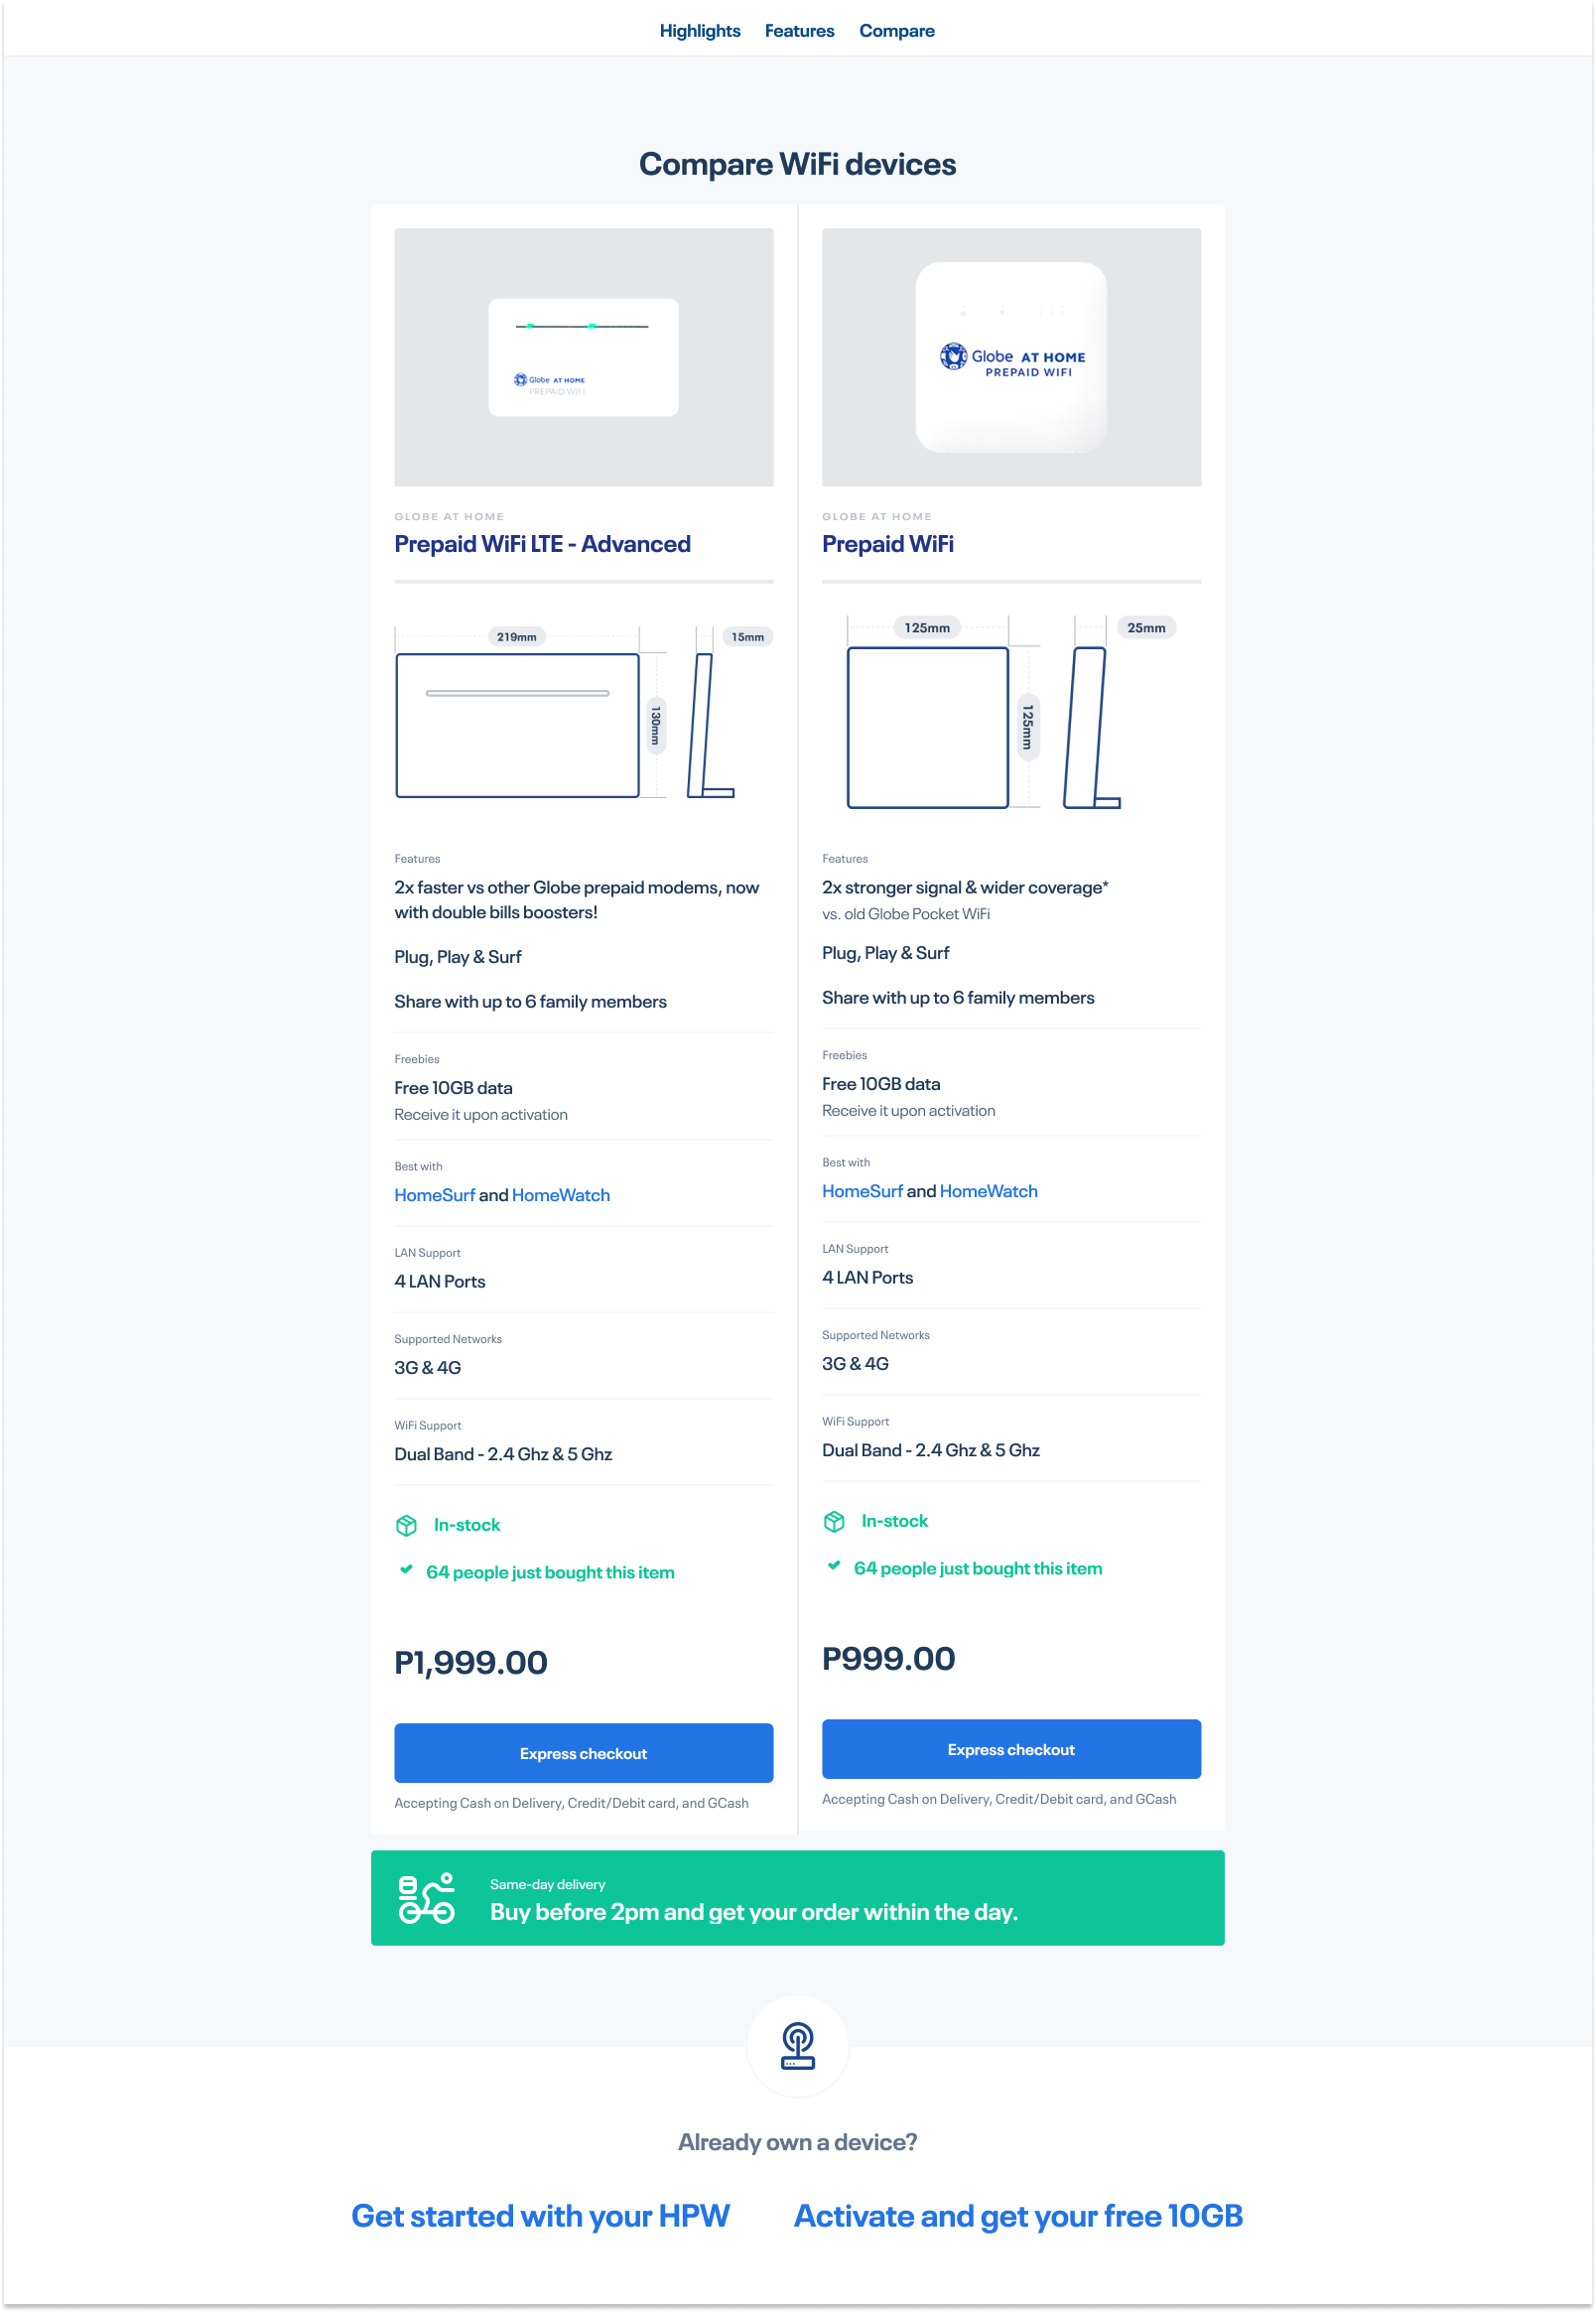 Highlights Features Compare
Compare WiFi devices
Globe AT HOME
PREPAID WIFI
GLOBE AT HOME
Prepaid WiFi LTE - Advanced
219mm
15mm
130mm
Features
2x faster vs other Globe prepaid modems, now
with double bills boosters!
Plug, Play & Surf
Share with up to 6 family members
Freebies
Free 10GB data
Receive it upon activation
Best with
HomeSurf and HomeWatch
LAN Support
4 LAN Ports
Supported Networks
3G & 4G
WiFi Support
Dual Band - 2.4 Ghz & 5 Ghz
In-stock
64 people just bought this item
P1,999.00
Express checkout
Accepting Cash on Delivery, Credit/Debit card, and GCash
Globe AT HOME
PREPAID WIFI
GLOBE AT HOME
Prepaid WiFi
125mm
25mm
125mm
Features
2x stronger signal & wider coverage*
vs. old Globe Pocket WiFi
Plug, Play & Surf
Share with up to 6 family members
Freebies
Free 10GB data
Receive it upon activation
Best with
HomeSurf and HomeWatch
LAN Support
4 LAN Ports
Supported Networks
3G & 4G
WiFi Support
Dual Band - 2.4 Ghz & 5 Ghz
In-stock
64 people just bought this item
P999.00
Express checkout
Accepting Cash on Delivery, Credit/Debit card, and GCash
Same-day delivery
Buy before 2pm and get your order within the day.
Already own a device?
Get started with your HPW
Activate and get your free 10GB